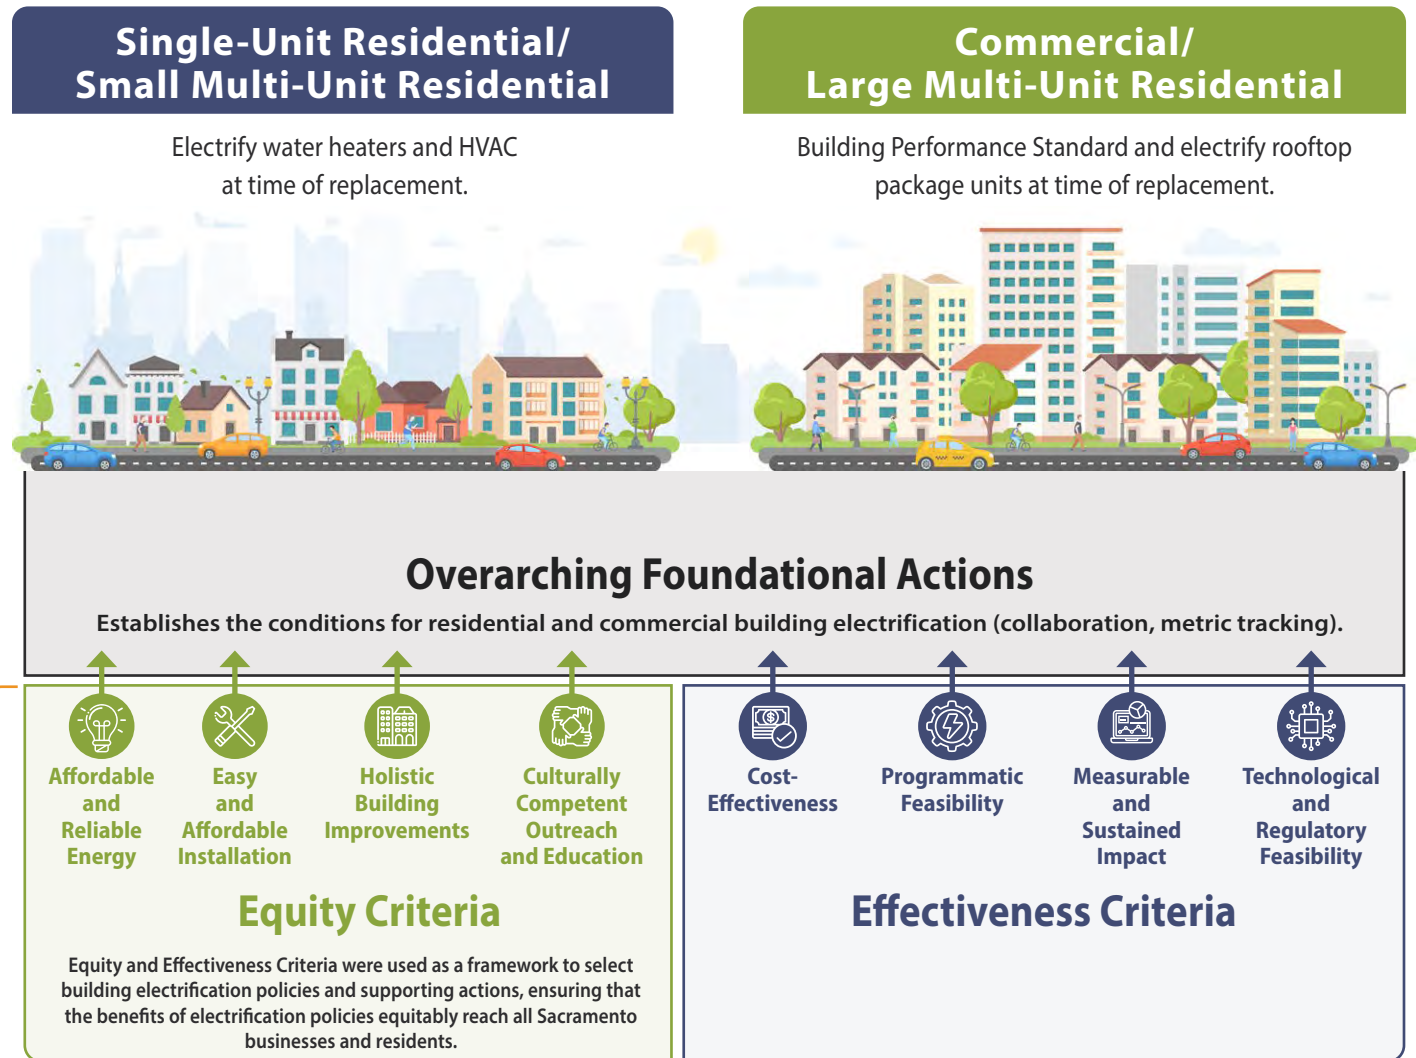 Single-Unit Residential/
Small Multi-Unit Residential
Electrify water heaters and HVAC
at time of replacement.
Commercial/
Large Multi-Unit Residential
Building Performance Standard and electrify rooftop
package units at time of replacement.
Overarching Foundational Actions
Establishes the conditions for residential and commercial building electrification (collaboration, metric tracking).
Affordable
and
Reliable
Energy
Easy
and
Affordable
Installation
Holistic
Building
Improvements
Culturally
Competent
Outreach
and Education
Equity Criteria
Equity and Effectiveness Criteria were used as a framework to select
building electrification policies and supporting actions, ensuring that
the benefits of electrification policies equitably reach all Sacramento
businesses and residents.
Cost-
Effectiveness
Programmatic
Feasibility
Measurable
and
Sustained
Impact
Technological
and
Regulatory
Feasibility
Effectiveness Criteria